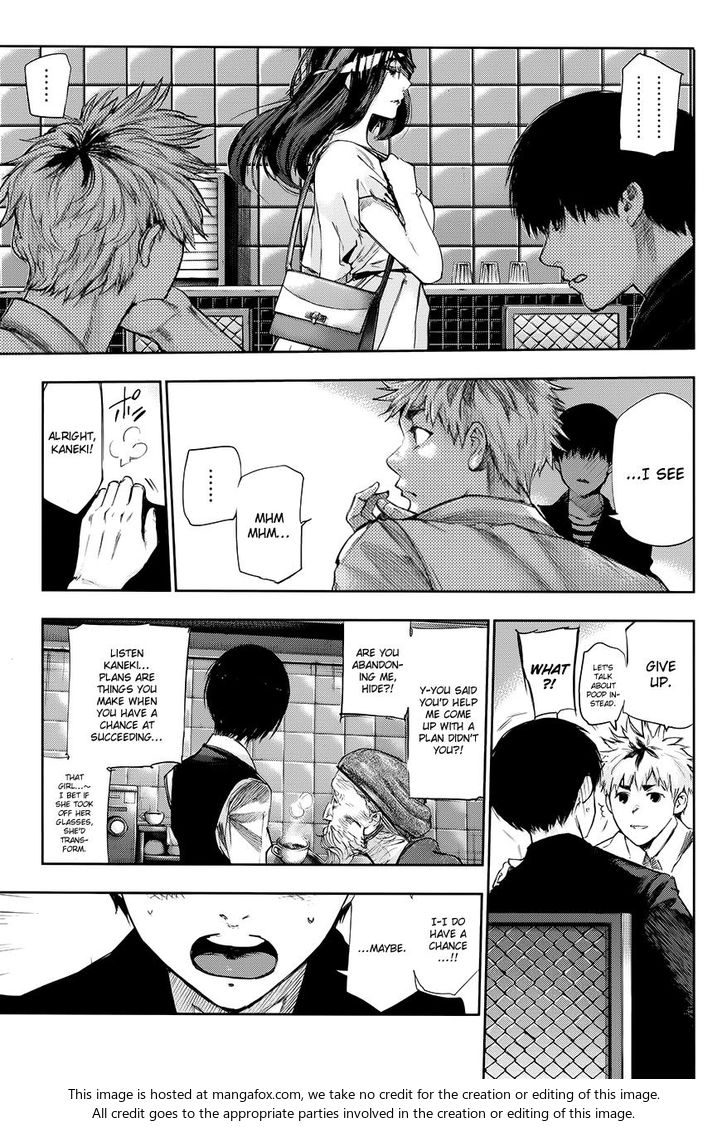 ......
.........
...I SEE
MHM
MHM...
......
ポッ
ALRIGHT,
KANEKI!
GIVE
UP.
LET'S
TALK
ABOUT
POOP IN-
STEAD.
WHAT
?!
Y-YOU SAID
YOU'D HELP
ME COME
UP WITH A
PLAN DIDN'T
YOU?!
ARE YOU
ABANDON-
ING ME,
HIDE?!
LISTEN
KANEKI...
PLANS ARE
THINGS YOU
MAKE WHEN
YOU HAVE A
CHANCE AT
SUCCEEDING...
THAT
GIRL...~
I BET IF
SHE TOOK
OFF HER
GLASSES,
SHE'D
TRANS-
FORM.
I-I DO
HAVE A
CHANCE
...!!
...MAYBE.
This image is hosted at mangafox.com, we take no credit for the creation or editing of this image.
All credit goes to the appropriate parties involved in the creation or editing of this image.